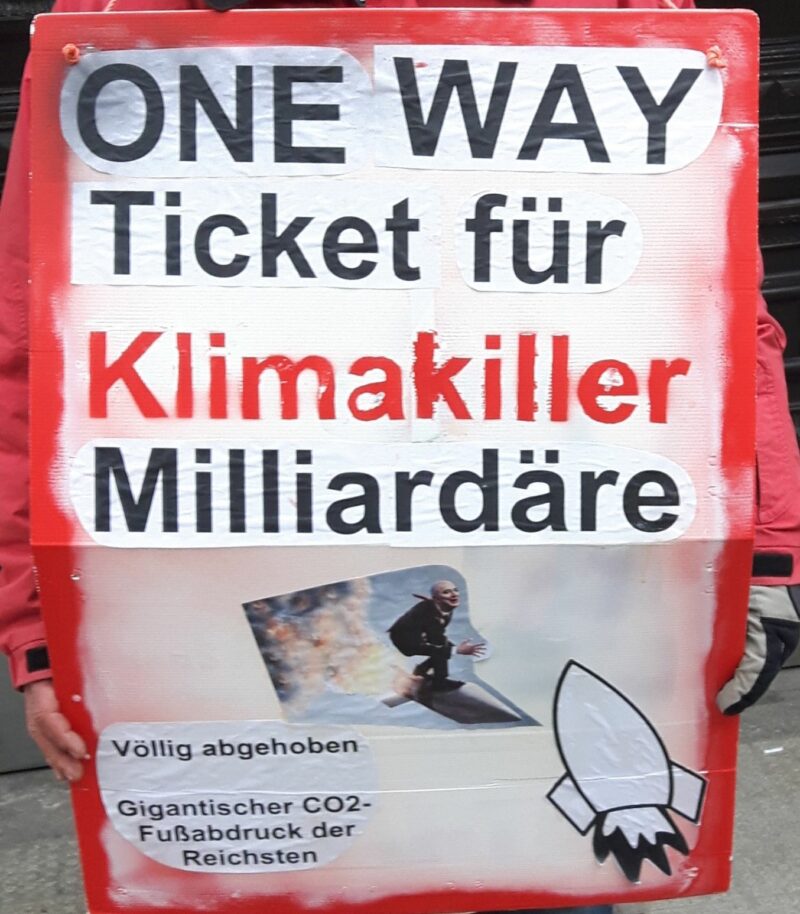 ONE WAY
Ticket für
Klimakiller
Milliardäre
Völlig abgehoben
Gigantischer CO2-
Fußabdruck der
Reichsten